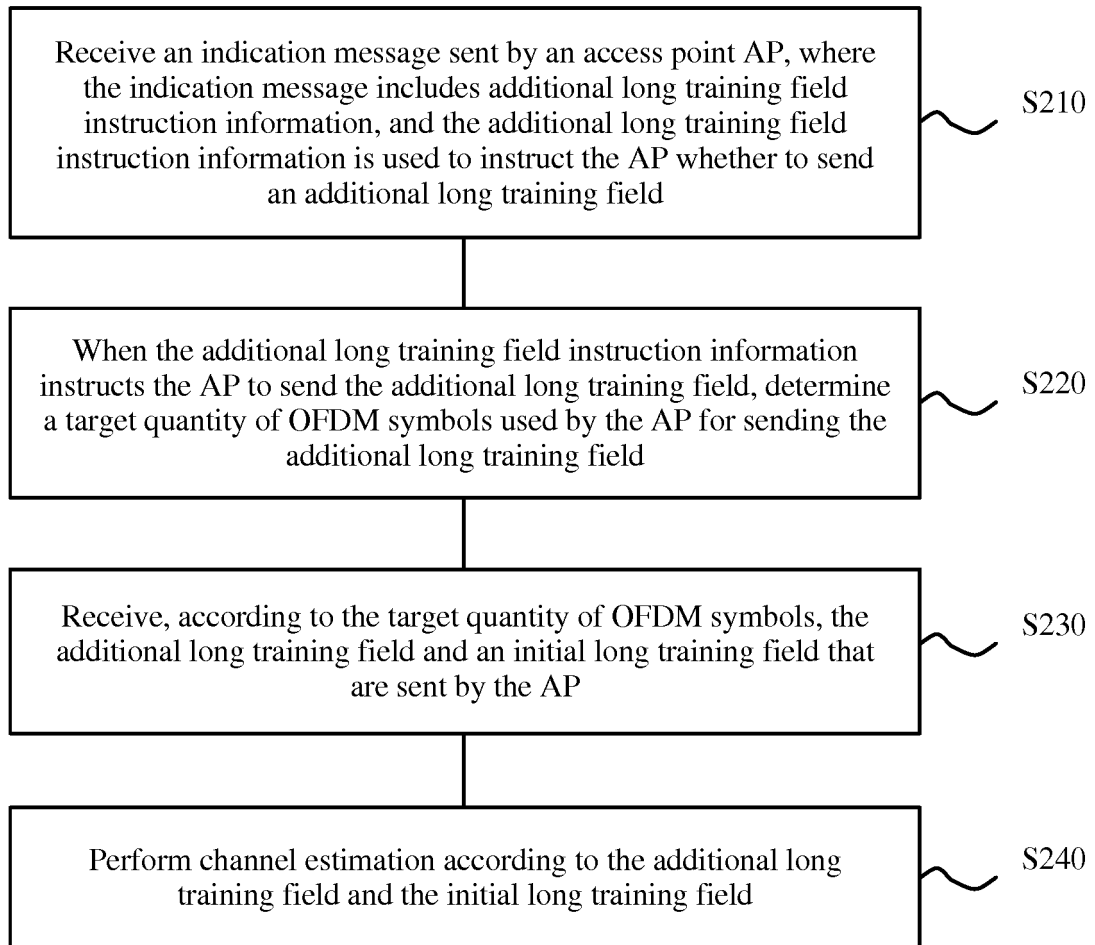 Receive an indication message sent by an access point AP, where
the indication message includes additional long training field
instruction information, and the additional long training field
instruction information is used to instruct the AP whether to send
an additional long training field
S210
When the additional long training field instruction information
instructs the AP to send the additional long training field, determine
a target quantity of OFDM symbols used by the AP for sending the
additional long training field
S220
Receive, according to the target quantity of OFDM symbols, the
additional long training field and an initial long training field that
are sent by the AP
S230
Perform channel estimation according to the additional long
training field and the initial long training field
S240